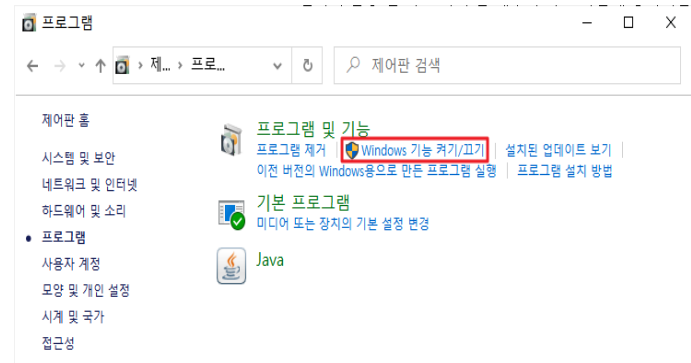 프로그램
제... › 프로...
제어판 검색
제어판 홈
시스템 및 보안
네트워크 및 인터넷
하드웨어 및 소리
프로그램
사용자 계정
모양 및 개인 설정
시계 및 국가
접근성
프로그램 및 기능
프로그램 제거 Windows 기능 켜기/끄기 설치된 업데이트 보기
이전 버전의 Windows용으로 만든 프로그램 실행 프로그램 설치 방법
기본 프로그램
미디어 또는 장치의 기본 설정 변경
Java